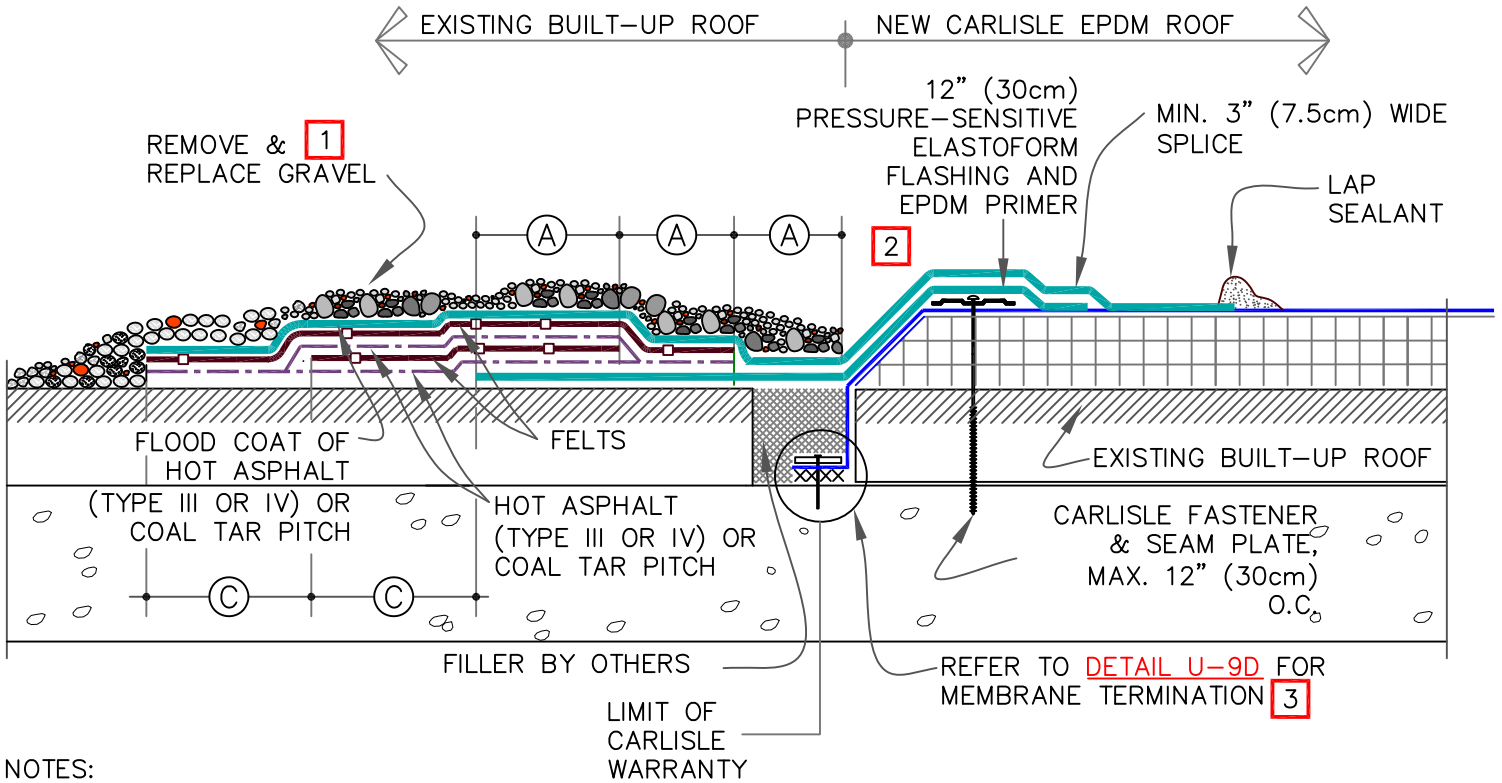 EXISTING BUILT-UP ROOF
NEW CARLISLE EPDM ROOF
12" (30cm)
PRESSURE-SENSITIVE
ELASTOFORM
FLASHING AND
EPDM PRIMER
MIN. 3" (7.5cm) WIDE
SPLICE
REMOVE & 1
REPLACE GRAVEL
LAP
SEALANT
A
A
A
2
FLOOD COAT OF
HOT ASPHALT
(TYPE III OR IV) OR
COAL TAR PITCH
FELTS
HOT ASPHALT
(TYPE III OR IV) OR
COAL TAR PITCH
EXISTING BUILT-UP ROOF
CARLISLE FASTENER
& SEAM PLATE,
MAX. 12" (30cm)
O.C.
C
C
FILLER BY OTHERS
REFER TO DETAIL U-9D FOR
MEMBRANE TERMINATION 3
LIMIT OF
CARLISLE
WARRANTY
NOTES: